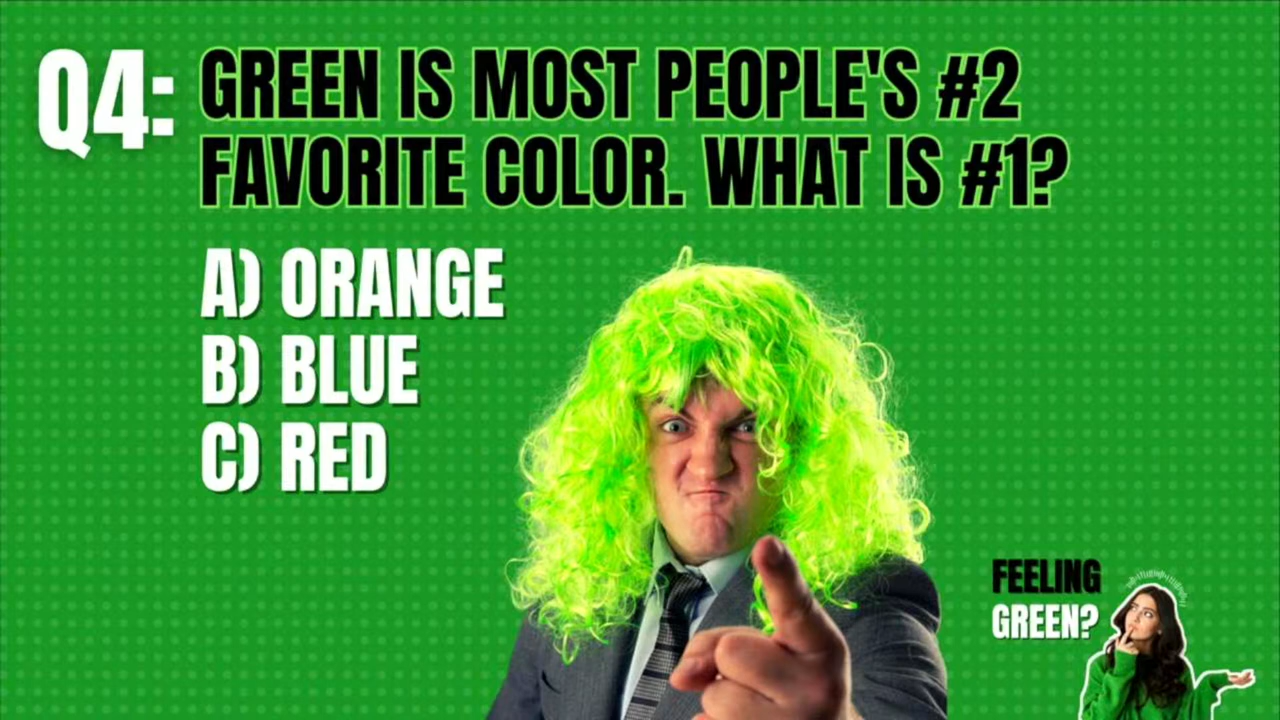 Q4: GREEN IS MOST PEOPLE'S #2
FAVORITE COLOR. WHAT IS #1?
A) ORANGE
B) BLUE
C) RED
FEELING
GREEN?